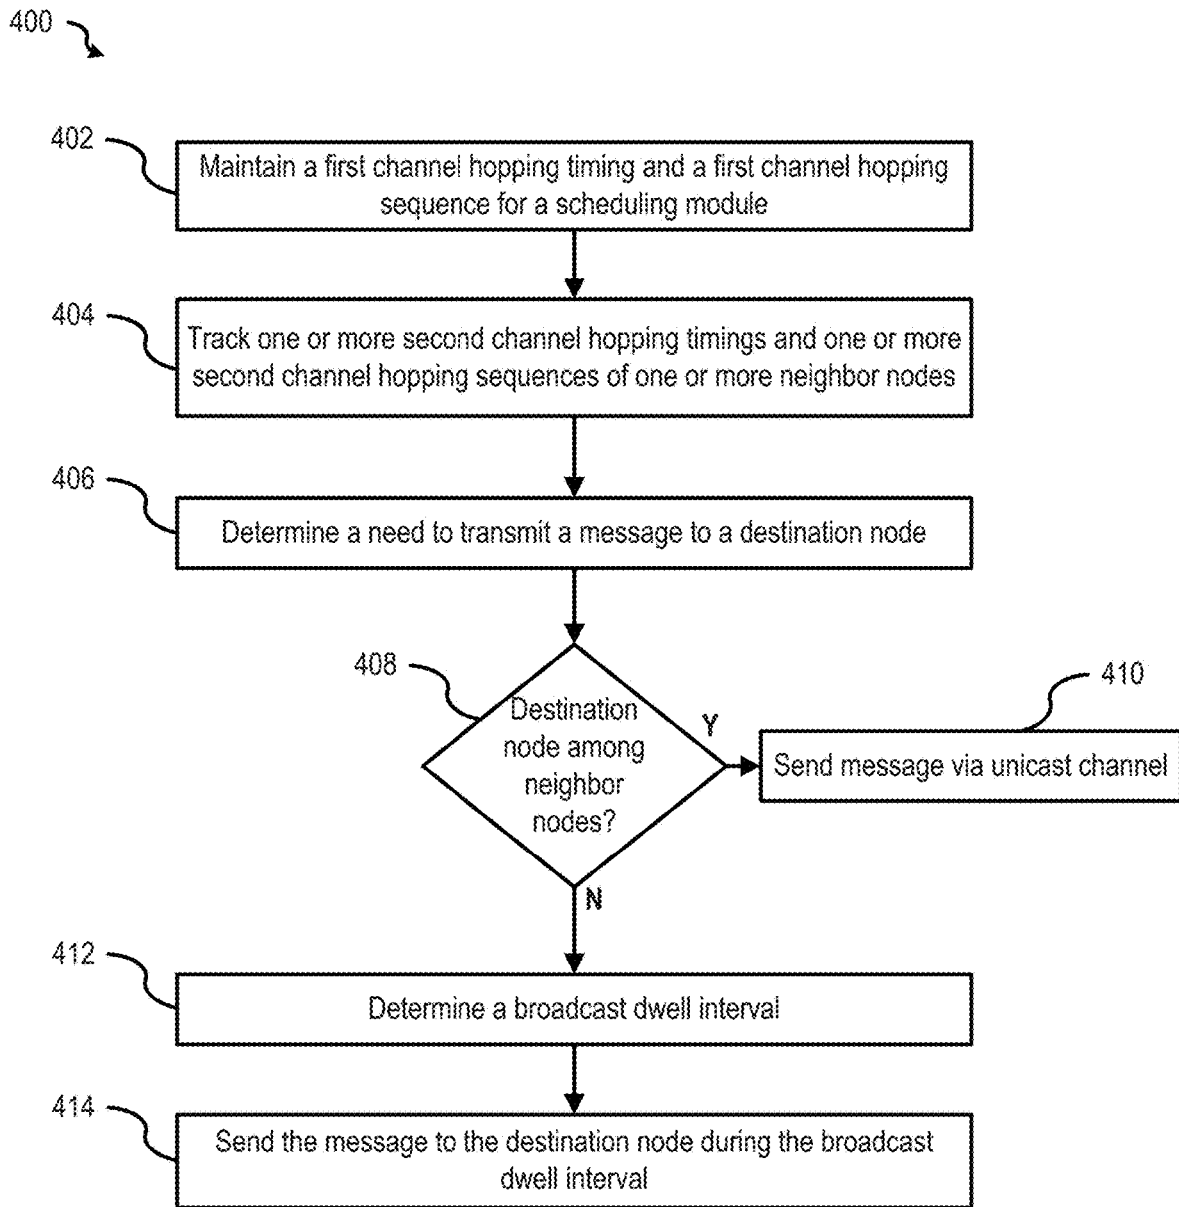 400
402
Maintain a first channel hopping timing and a first channel hopping
sequence for a scheduling module
404
Track one or more second channel hopping timings and one or more
second channel hopping sequences of one or more neighbor nodes
406
Determine a need to transmit a message to a destination node
408
Destination
node among
neighbor
nodes?
Y
410
Send message via unicast channel
N
412
Determine a broadcast dwell interval
414
Send the message to the destination node during the broadcast
dwell interval